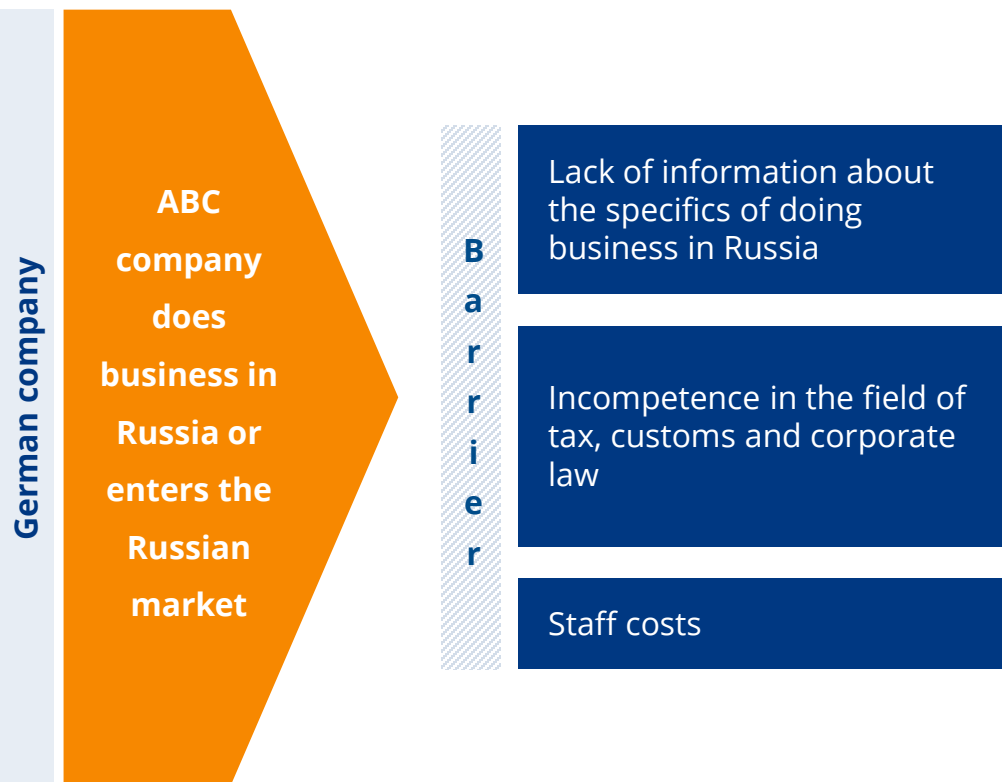 German company
ABC
company
does
business in
Russia or
enters the
Russian
market
B
a
r
r
i
e
r
Lack of information about
the specifics of doing
business in Russia
Incompetence in the field of
tax, customs and corporate
law
Staff costs